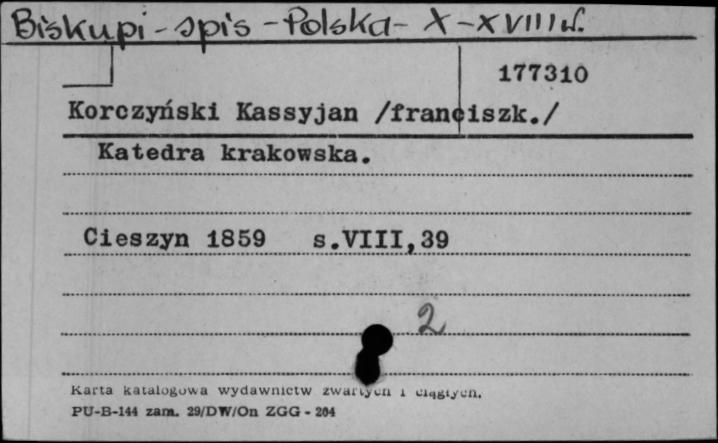 Biskupi - spis - Polska - X - XVIII w.
177310
Korczyński Kassyjan /franciszk./
Katedra krakowska.
Cieszyn 1859 s.VIII,39
2
Karta katalogowa wydawnictw zwartych i ciągłych.
PU-B-144 zam. 29/DW/On ZGG - 204